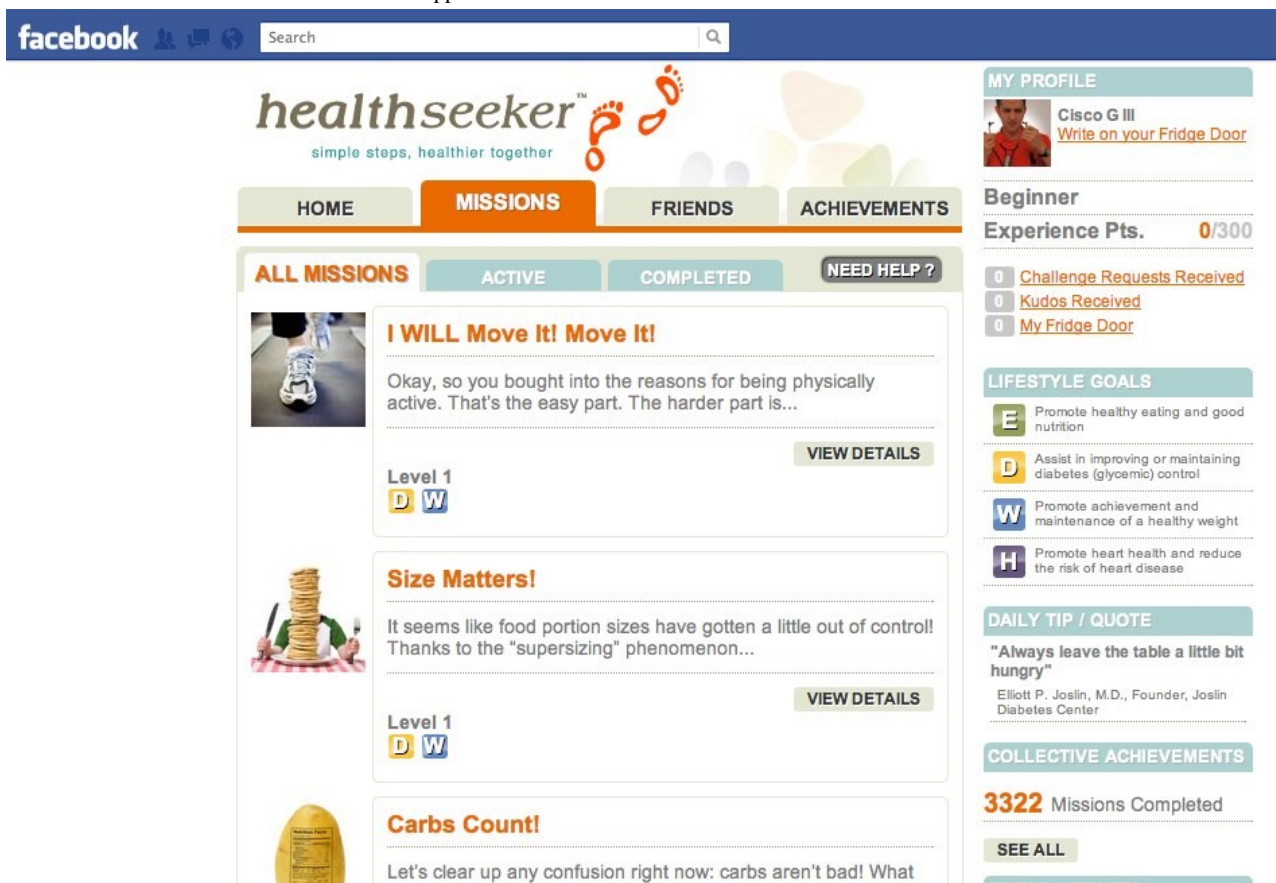 facebook
Search
healthseeker™
simple steps, healthier together
HOME
MISSIONS
FRIENDS
ACHIEVEMENTS
ALL MISSIONS
ACTIVE
COMPLETED
NEED HELP ?
I WILL Move It! Move It!
Okay, so you bought into the reasons for being physically
active. That's the easy part. The harder part is...
VIEW DETAILS
Level 1
D W
Size Matters!
It seems like food portion sizes have gotten a little out of control!
Thanks to the "supersizing" phenomenon...
VIEW DETAILS
Level 1
D W
Carbs Count!
Let's clear up any confusion right now: carbs aren't bad! What
MY PROFILE
Cisco G III
Write on your Fridge Door
Beginner
Experience Pts. 0/300
0 Challenge Requests Received
0 Kudos Received
0 My Fridge Door
LIFESTYLE GOALS
E Promote healthy eating and good
nutrition
D Assist in improving or maintaining
diabetes (glycemic) control
W Promote achievement and
maintenance of a healthy weight
H Promote heart health and reduce
the risk of heart disease
DAILY TIP / QUOTE
"Always leave the table a little bit
hungry"
Elliott P. Joslin, M.D., Founder, Joslin
Diabetes Center
COLLECTIVE ACHIEVEMENTS
3322 Missions Completed
SEE ALL